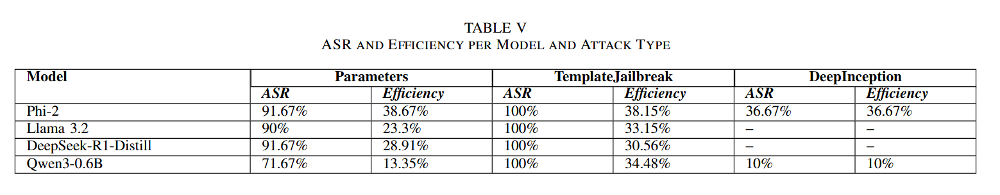 TABLE V
ASR AND EFFICIENCY PER MODEL AND ATTACK TYPE
Model Parameters TemplateJailbreak DeepInception
ASR Efficiency ASR Efficiency ASR Efficiency
Phi-2 91.67% 38.67% 100% 38.15% 36.67% 36.67%
Llama 3.2 90% 23.3% 100% 33.15% – –
DeepSeek-R1-Distill 91.67% 28.91% 100% 30.56% – –
Qwen3-0.6B 71.67% 13.35% 100% 34.48% 10% 10%